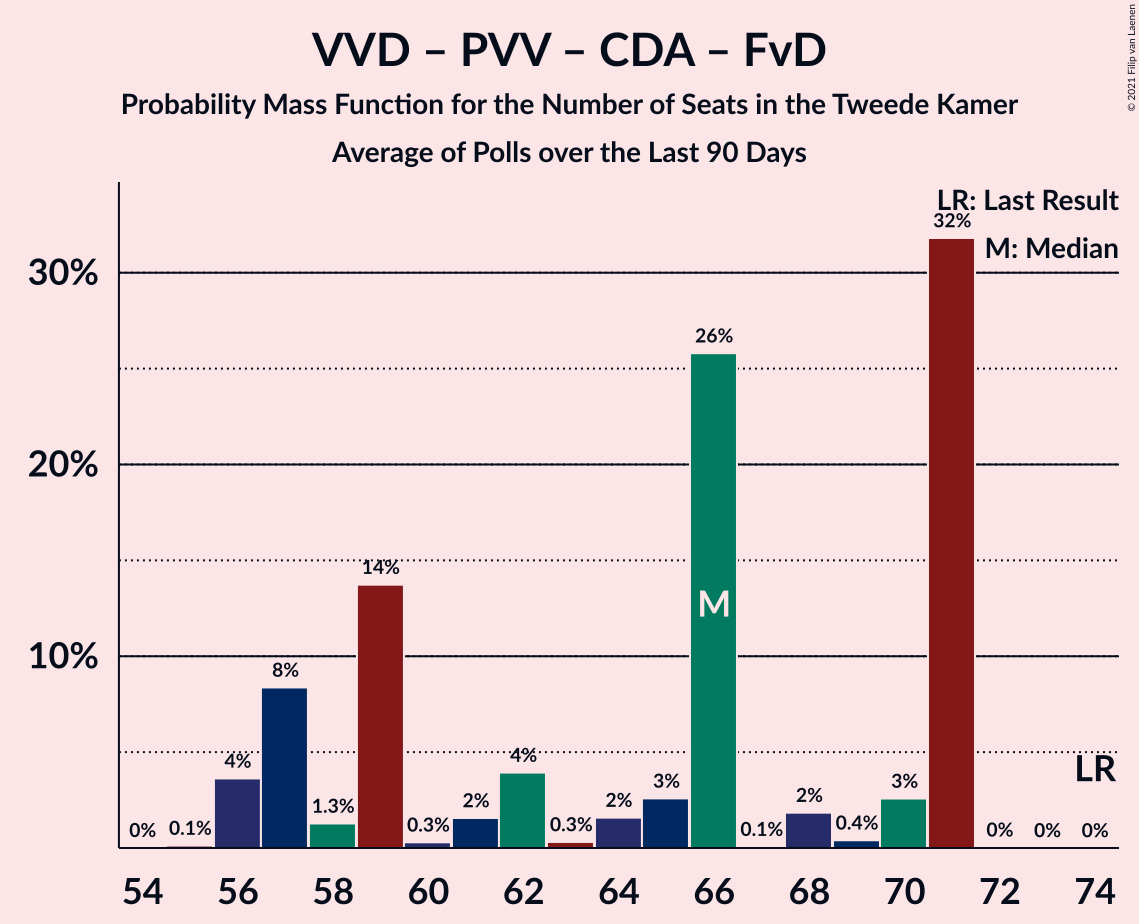 VVD – PVV – CDA – FvD
Probability Mass Function for the Number of Seats in the Tweede Kamer
Average of Polls over the Last 90 Days
© 2021 Filip van Laenen
LR: Last Result
M: Median
30%
20%
10%
0%
0.1%
4%
8%
1.3%
14%
0.3%
2%
4%
0.3%
2%
3%
26%
M
0.1%
2%
0.4%
3%
32%
0%
0%
0%
LR
54 56 58 60 62 64 66 68 70 72 74